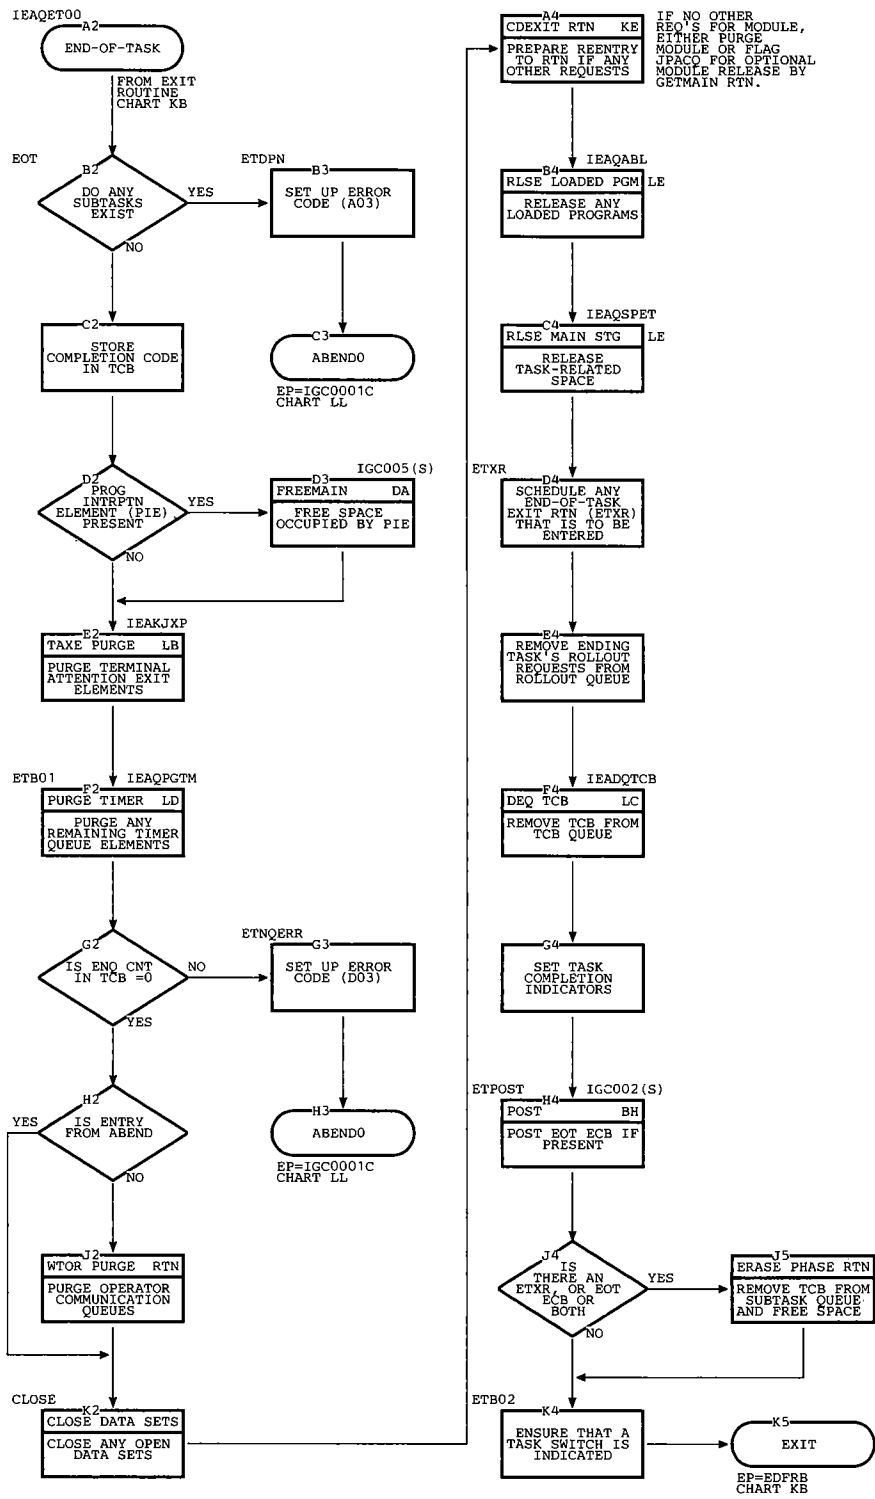 IEAQET00
A2
END-OF-TASK
FROM EXIT
ROUTINE
CHART KB
EOT
B2
DO ANY
SUBTASKS
EXIST
YES
NO
ETDPN
B3
SET UP ERROR
CODE (A03)
C2
STORE
COMPLETION CODE
IN TCB
C3
ABEND0
EP=IGC0001C
CHART LL
D2
PROG
INTRPTN
ELEMENT (PIE)
PRESENT
YES
NO
IGC005(S)
D3
FREEMAIN DA
FREE SPACE
OCCUPIED BY PIE
IEAKJXP
E2
TAXE PURGE LB
PURGE TERMINAL
ATTENTION EXIT
ELEMENTS
ETB01
IEAQPGTM
F2
PURGE TIMER LD
PURGE ANY
REMAINING TIMER
QUEUE ELEMENTS
G2
IS ENQ CNT
IN TCB =0
NO
YES
ETNQERR
G3
SET UP ERROR
CODE (D03)
H2
IS ENTRY
FROM ABEND
YES
NO
H3
ABEND0
EP=IGC0001C
CHART LL
J2
WTOR PURGE RTN
PURGE OPERATOR
COMMUNICATION
QUEUES
CLOSE
K2
CLOSE DATA SETS
CLOSE ANY OPEN
DATA SETS
A4
CDEXIT RTN KE
PREPARE REENTRY
TO RTN IF ANY
OTHER REQUESTS
IF NO OTHER
REQ'S FOR MODULE,
EITHER PURGE
MODULE OR FLAG
JPACQ FOR OPTIONAL
MODULE RELEASE BY
GETMAIN RTN.
IEAQABL
B4
RLSE LOADED PGM LE
RELEASE ANY
LOADED PROGRAMS
IEAQSPET
C4
RLSE MAIN STG LE
RELEASE
TASK-RELATED
SPACE
ETXR
D4
SCHEDULE ANY
END-OF-TASK
EXIT RTN (ETXR)
THAT IS TO BE
ENTERED
E4
REMOVE ENDING
TASK'S ROLLOUT
REQUESTS FROM
ROLLOUT QUEUE
IEADQTCB
F4
DEQ TCB LC
REMOVE TCB FROM
TCB QUEUE
G4
SET TASK
COMPLETION
INDICATORS
ETPOST
IGC002(S)
H4
POST BH
POST EOT ECB IF
PRESENT
J4
IS
THERE AN
ETXR, OR EOT
ECB OR
BOTH
YES
NO
J5
ERASE PHASE RTN
REMOVE TCB FROM
SUBTASK QUEUE
AND FREE SPACE
ETB02
K4
ENSURE THAT A
TASK SWITCH IS
INDICATED
K5
EXIT
EP=EDFRB
CHART KB